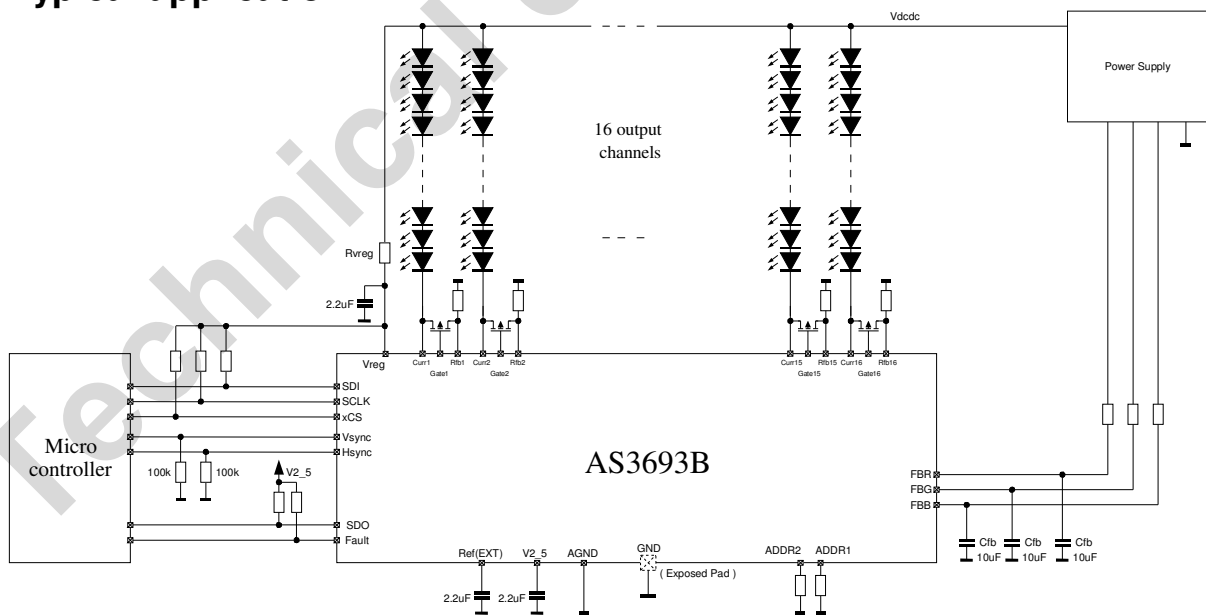 Technical
Vdcdc
Power Supply
16 output
channels
Rvreg
2.2uF
Vreg
Curr1
Rfb1
Curr2
Rfb2
Curr15
Rfb15
Curr16
Rfb16
Gate1
Gate2
Gate15
Gate16
SDI
SCLK
xCS
Vsync
Hsync
Micro
controller
100k
100k
V2_5
AS3693B
FBR
FBG
FBB
SDO
Fault
Cfb
10uF
Cfb
10uF
Cfb
10uF
Ref(EXT)
V2_5
AGND
GND
( Exposed Pad )
ADDR2
ADDR1
2.2uF
2.2uF